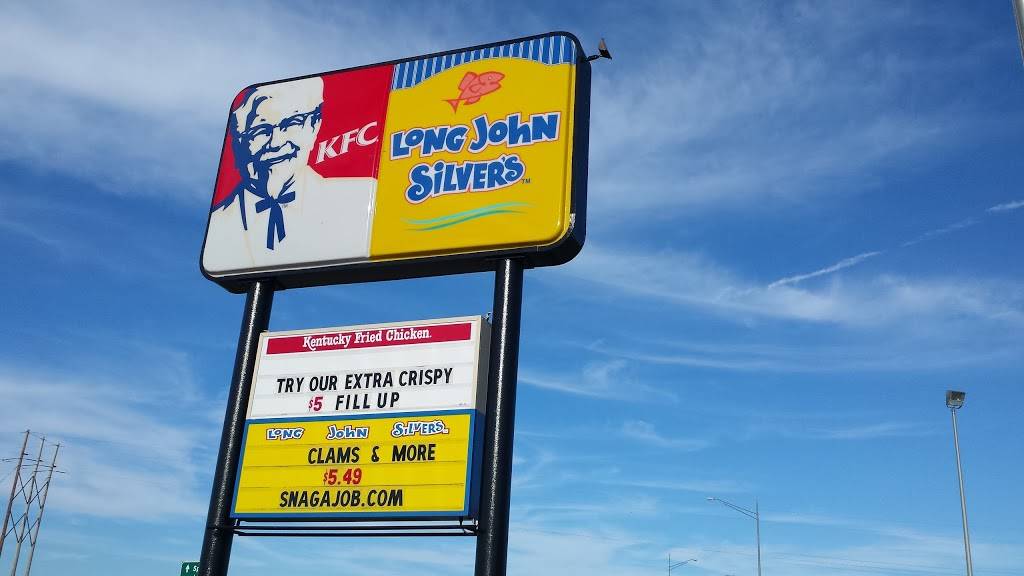 KFC
LONG JOHN
SILVER'S™
Kentucky Fried Chicken.
TRY OUR EXTRA CRISPY
$5 FILL UP
LONG JOHN SILVER'S
CLAMS & MORE
$5.49
SNAGAJOB.COM